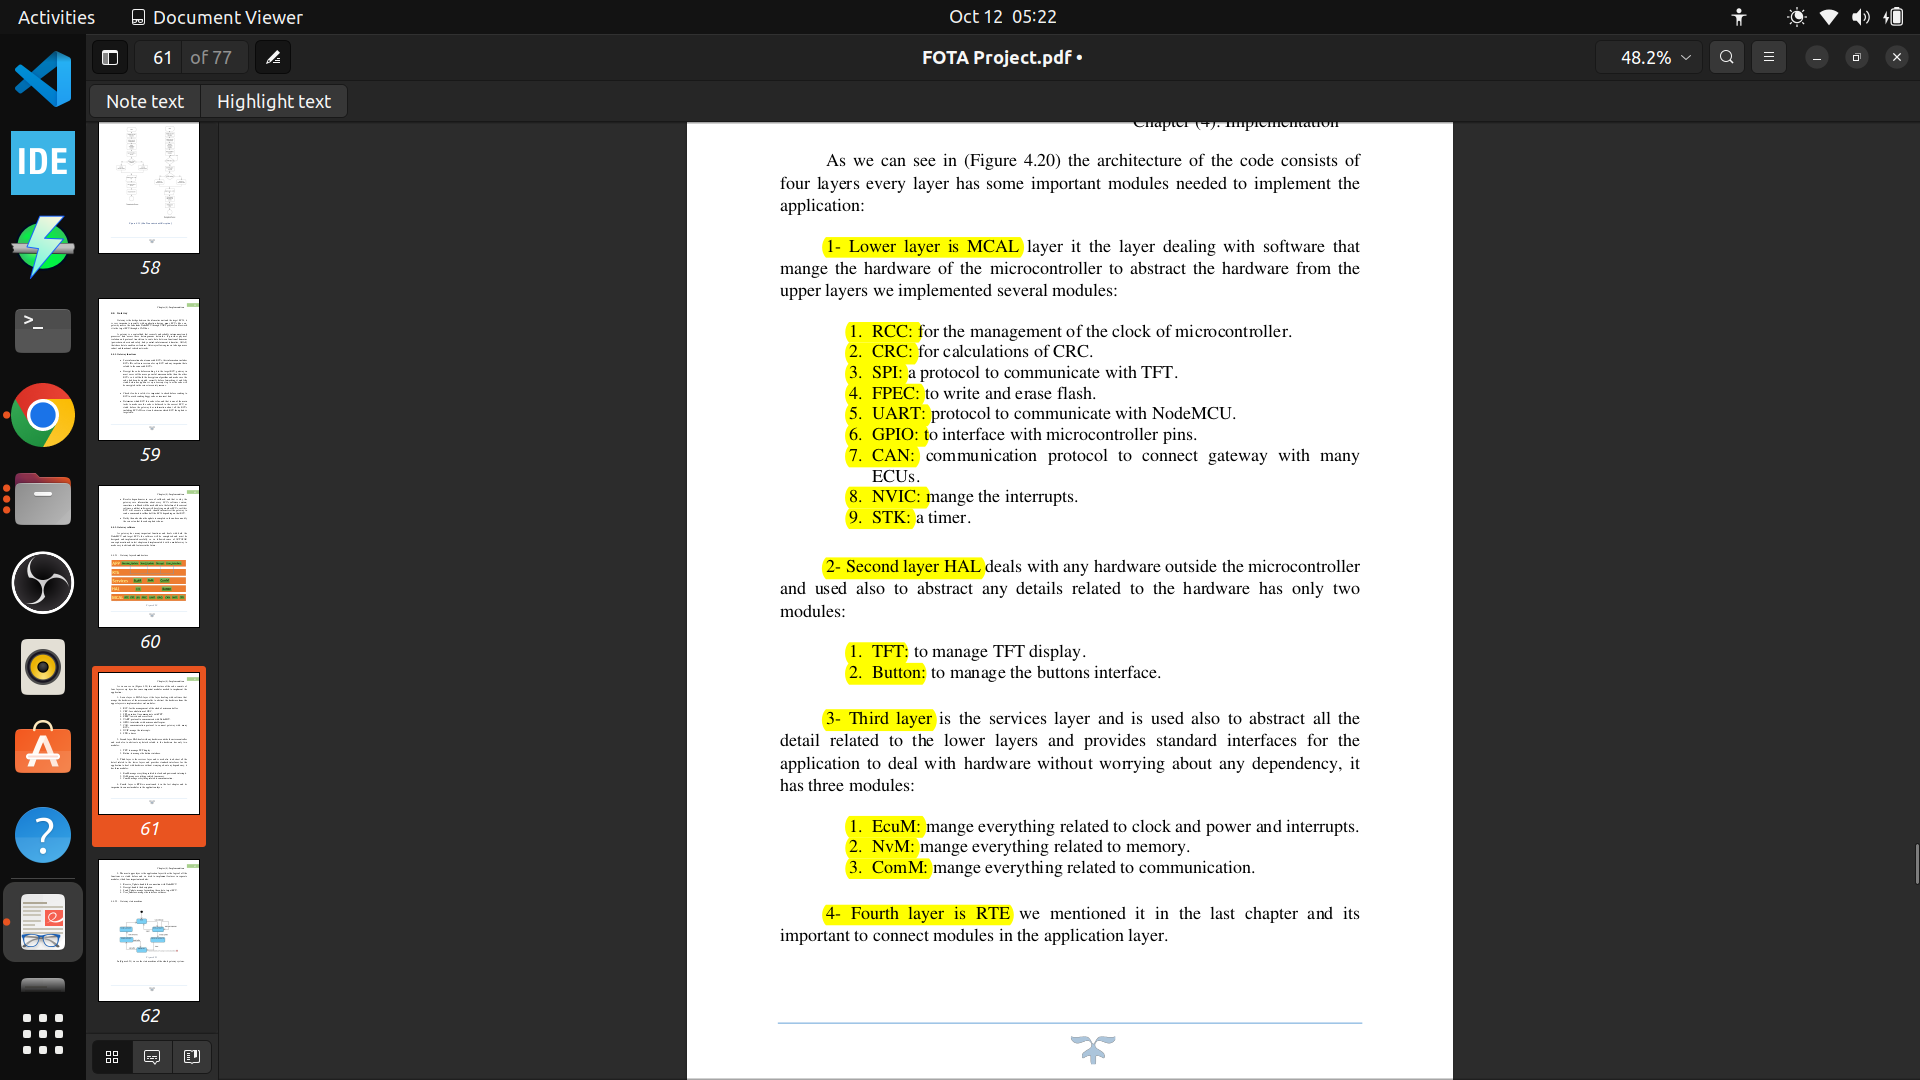 Activities
Document Viewer
Oct 12 05:22
61 of 77
FOTA Project.pdf •
48.2%
Note text
Highlight text
IDE
>_
58
59
60
61
62
Chapter (4): Implementation
As we can see in (Figure 4.20) the architecture of the code consists of
four layers every layer has some important modules needed to implement the
application:
1- Lower layer is MCAL layer it the layer dealing with software that
mange the hardware of the microcontroller to abstract the hardware from the
upper layers we implemented several modules:
1. RCC: for the management of the clock of microcontroller.
2. CRC: for calculations of CRC.
3. SPI: a protocol to communicate with TFT.
4. FPEC: to write and erase flash.
5. UART: protocol to communicate with NodeMCU.
6. GPIO: to interface with microcontroller pins.
7. CAN: communication protocol to connect gateway with many
ECUs.
8. NVIC: mange the interrupts.
9. STK: a timer.
2- Second layer HAL deals with any hardware outside the microcontroller
and used also to abstract any details related to the hardware has only two
modules:
1. TFT: to manage TFT display.
2. Button: to manage the buttons interface.
3- Third layer is the services layer and is used also to abstract all the
detail related to the lower layers and provides standard interfaces for the
application to deal with hardware without worrying about any dependency, it
has three modules:
1. EcuM: mange everything related to clock and power and interrupts.
2. NvM: mange everything related to memory.
3. ComM: mange everything related to communication.
4- Fourth layer is RTE we mentioned it in the last chapter and its
important to connect modules in the application layer.